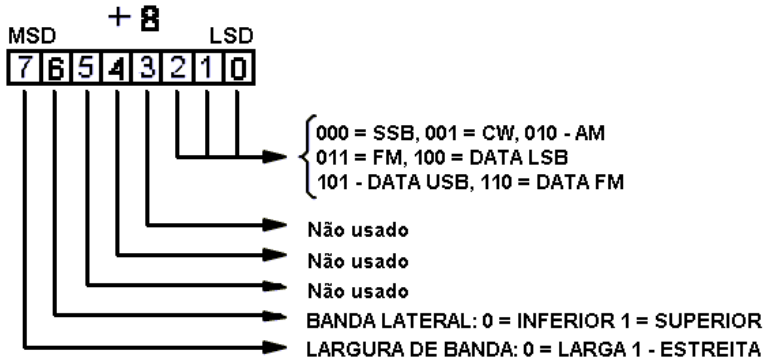 + 8
MSD LSD
7 6 5 4 3 2 1 0
000 = SSB, 001 = CW, 010 - AM
011 = FM, 100 = DATA LSB
101 - DATA USB, 110 = DATA FM
Não usado
Não usado
Não usado
BANDA LATERAL: 0 = INFERIOR 1 = SUPERIOR
LARGURA DE BANDA: 0 = LARGA 1 - ESTREITA